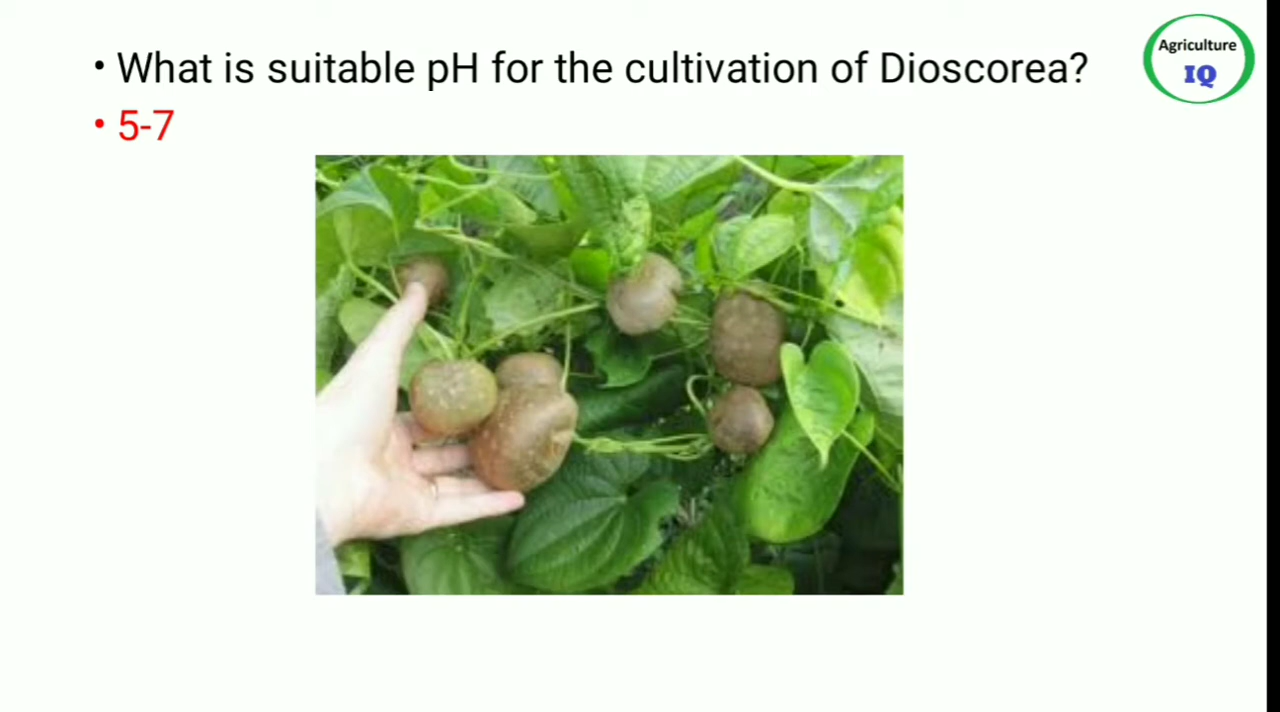 • What is suitable pH for the cultivation of Dioscorea?
• 5-7
Agriculture
IQ